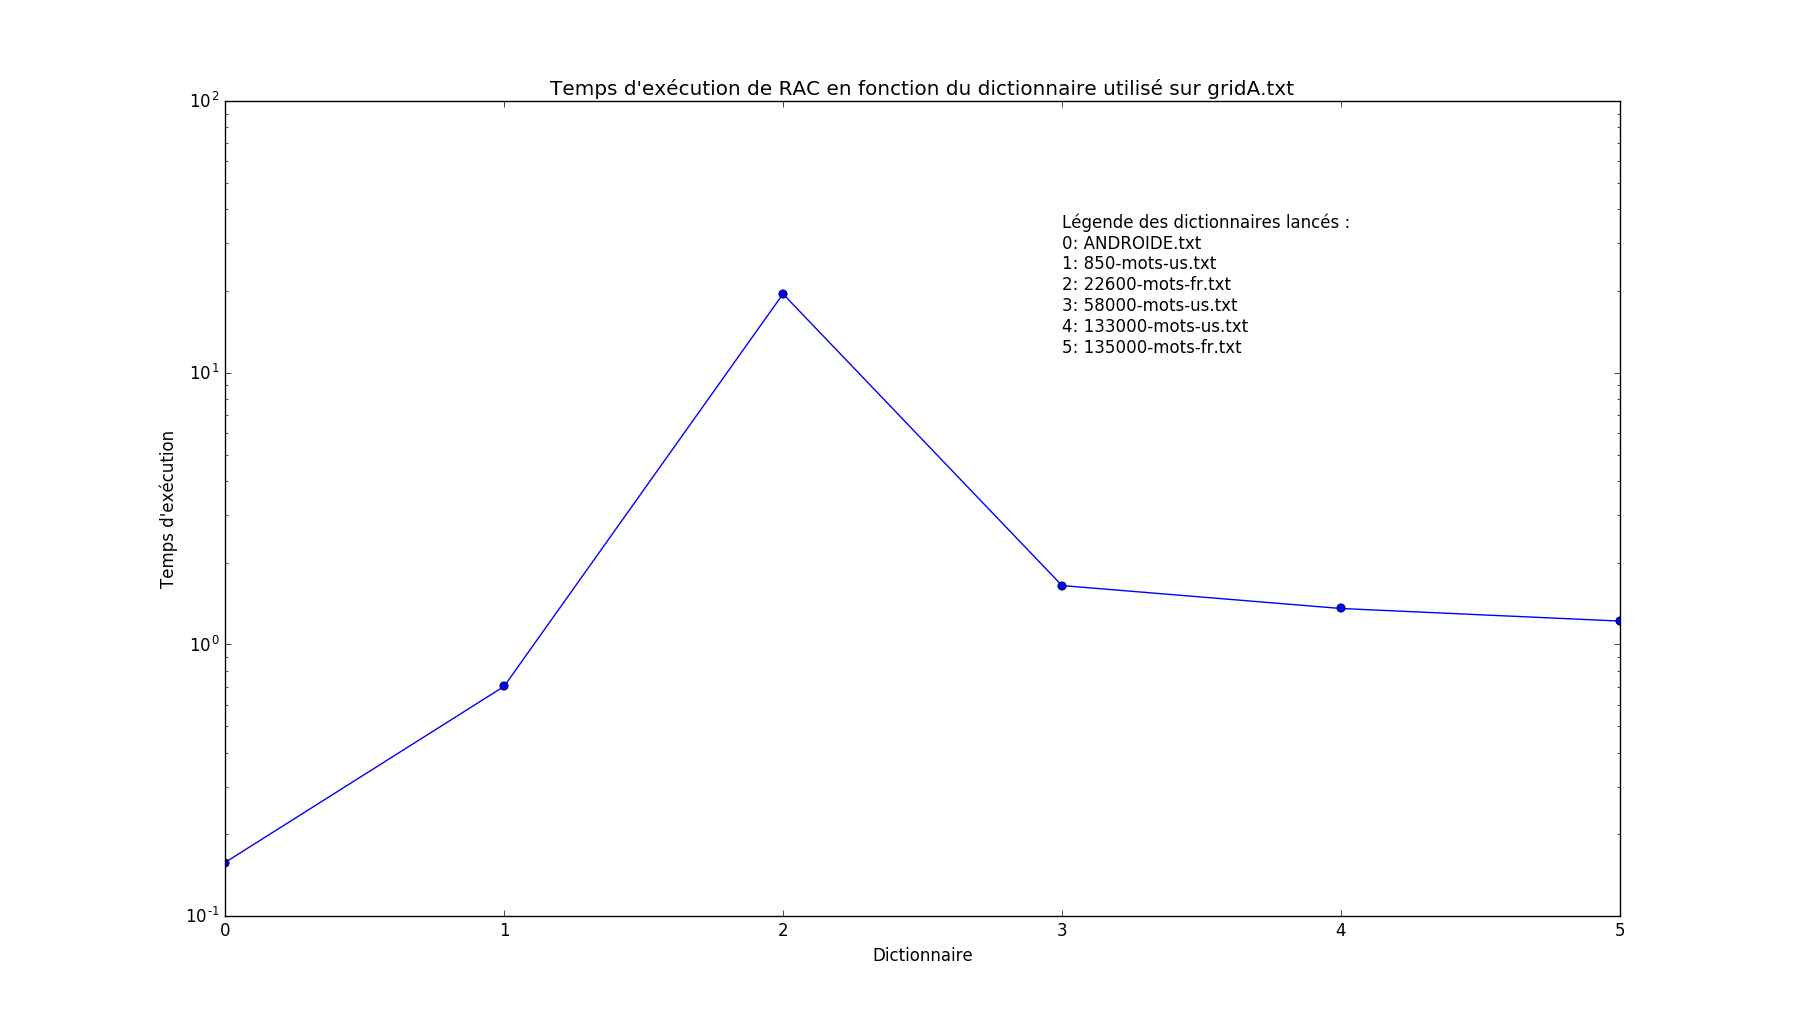 Temps d'exécution de RAC en fonction du dictionnaire utilisé sur gridA.txt
10^2
10^1
10^0
10^-1
Temps d'exécution
Légende des dictionnaires lancés :
0: ANDROIDE.txt
1: 850-mots-us.txt
2: 22600-mots-fr.txt
3: 58000-mots-us.txt
4: 133000-mots-us.txt
5: 135000-mots-fr.txt
0 1 2 3 4 5
Dictionnaire